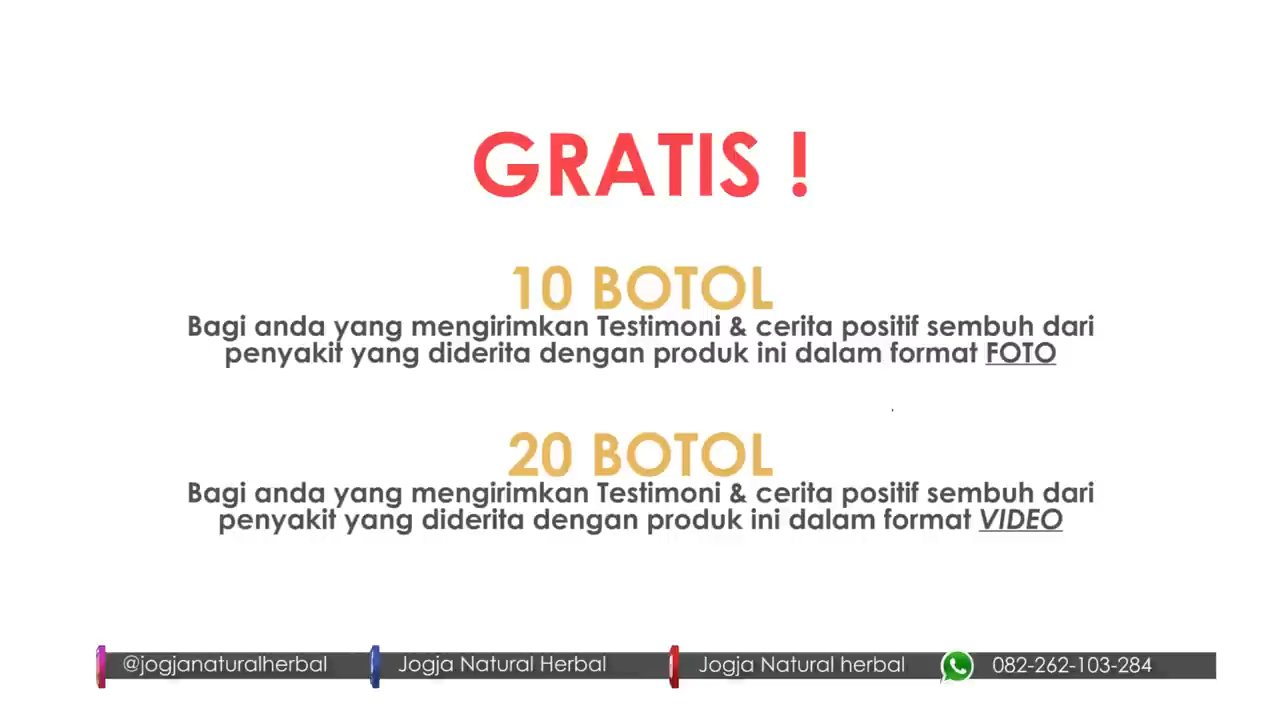 GRATIS !
10 BOTOL
Bagi anda yang mengirimkan Testimoni & cerita positif sembuh dari
penyakit yang diderita dengan produk ini dalam format FOTO
20 BOTOL
Bagi anda yang mengirimkan Testimoni & cerita positif sembuh dari
penyakit yang diderita dengan produk ini dalam format VIDEO
@jogjanaturalherbal Jogja Natural Herbal Jogja Natural herbal 082-262-103-284